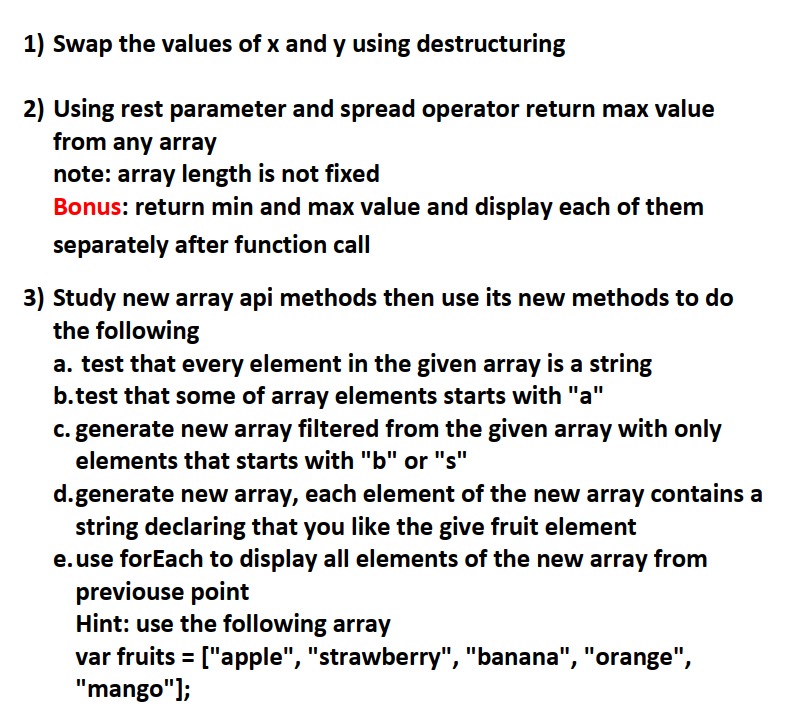 1) Swap the values of x and y using destructuring
2) Using rest parameter and spread operator return max value
from any array
note: array length is not fixed
Bonus: return min and max value and display each of them
separately after function call
3) Study new array api methods then use its new methods to do
the following
a. test that every element in the given array is a string
b.test that some of array elements starts with "a"
c. generate new array filtered from the given array with only
elements that starts with "b" or "s"
d.generate new array, each element of the new array contains a
string declaring that you like the give fruit element
e.use forEach to display all elements of the new array from
previouse point
Hint: use the following array
var fruits = ["apple", "strawberry", "banana", "orange",
"mango"];